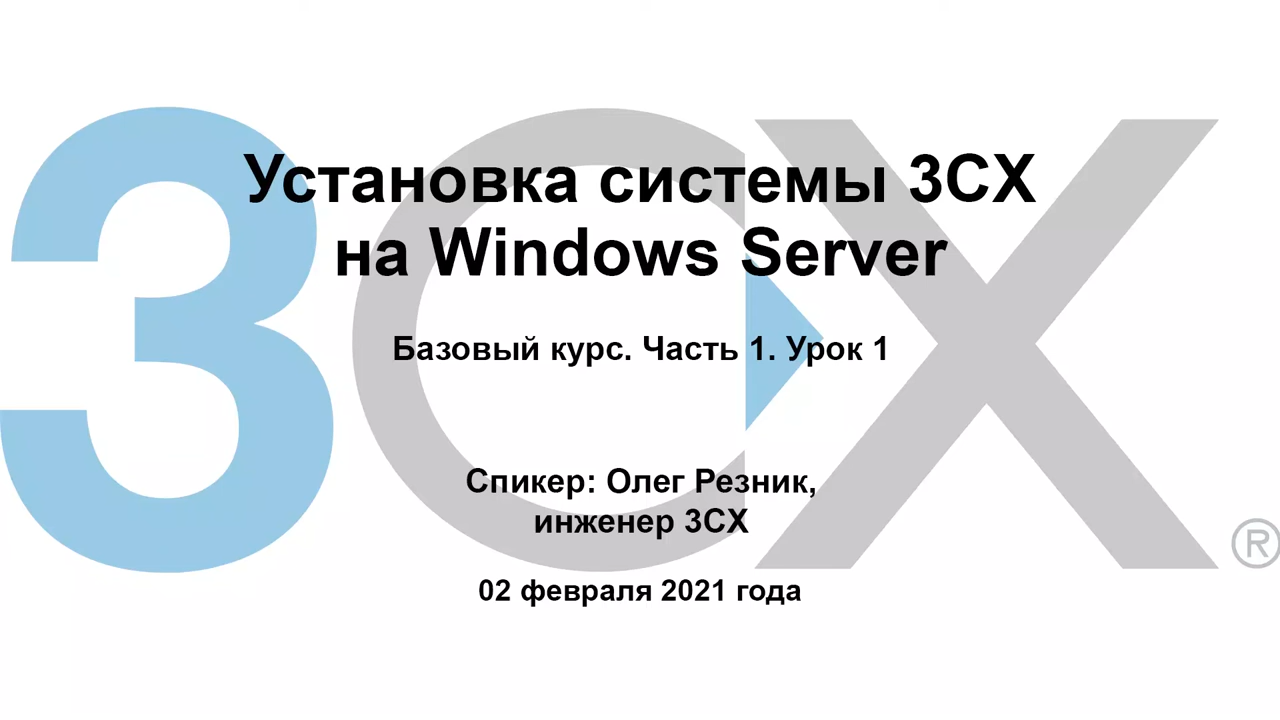 Установка системы 3CX
на Windows Server
Базовый курс. Часть 1. Урок 1
Спикер: Олег Резник,
инженер 3CX
02 февраля 2021 года
3CX®